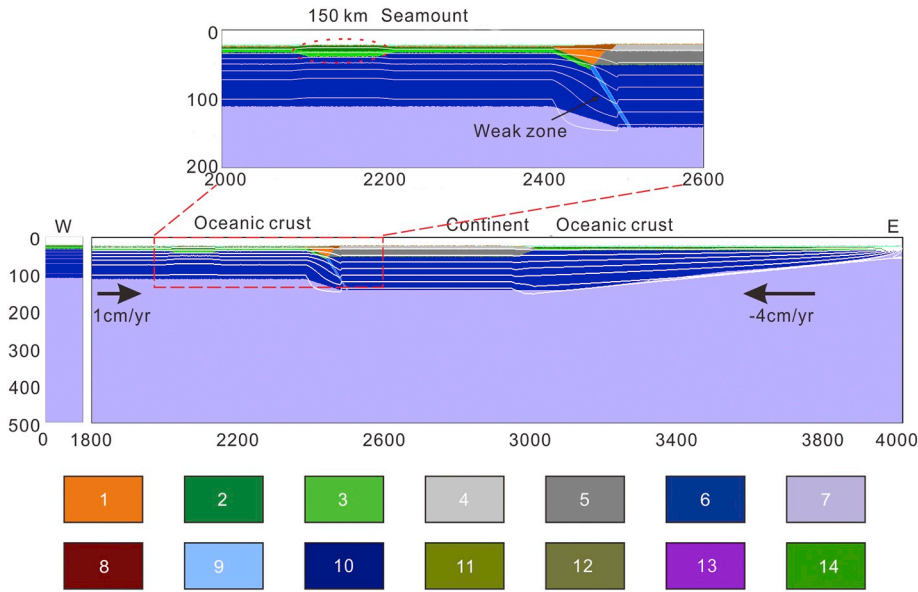 150 km Seamount
0
100
200
Weak zone
2000 2200 2400 2600
W Oceanic crust Continent Oceanic crust E
0
100
200
300
400
500
1cm/yr -4cm/yr
0 1800 2200 2600 3000 3400 3800 4000
1 2 3 4 5 6 7
8 9 10 11 12 13 14